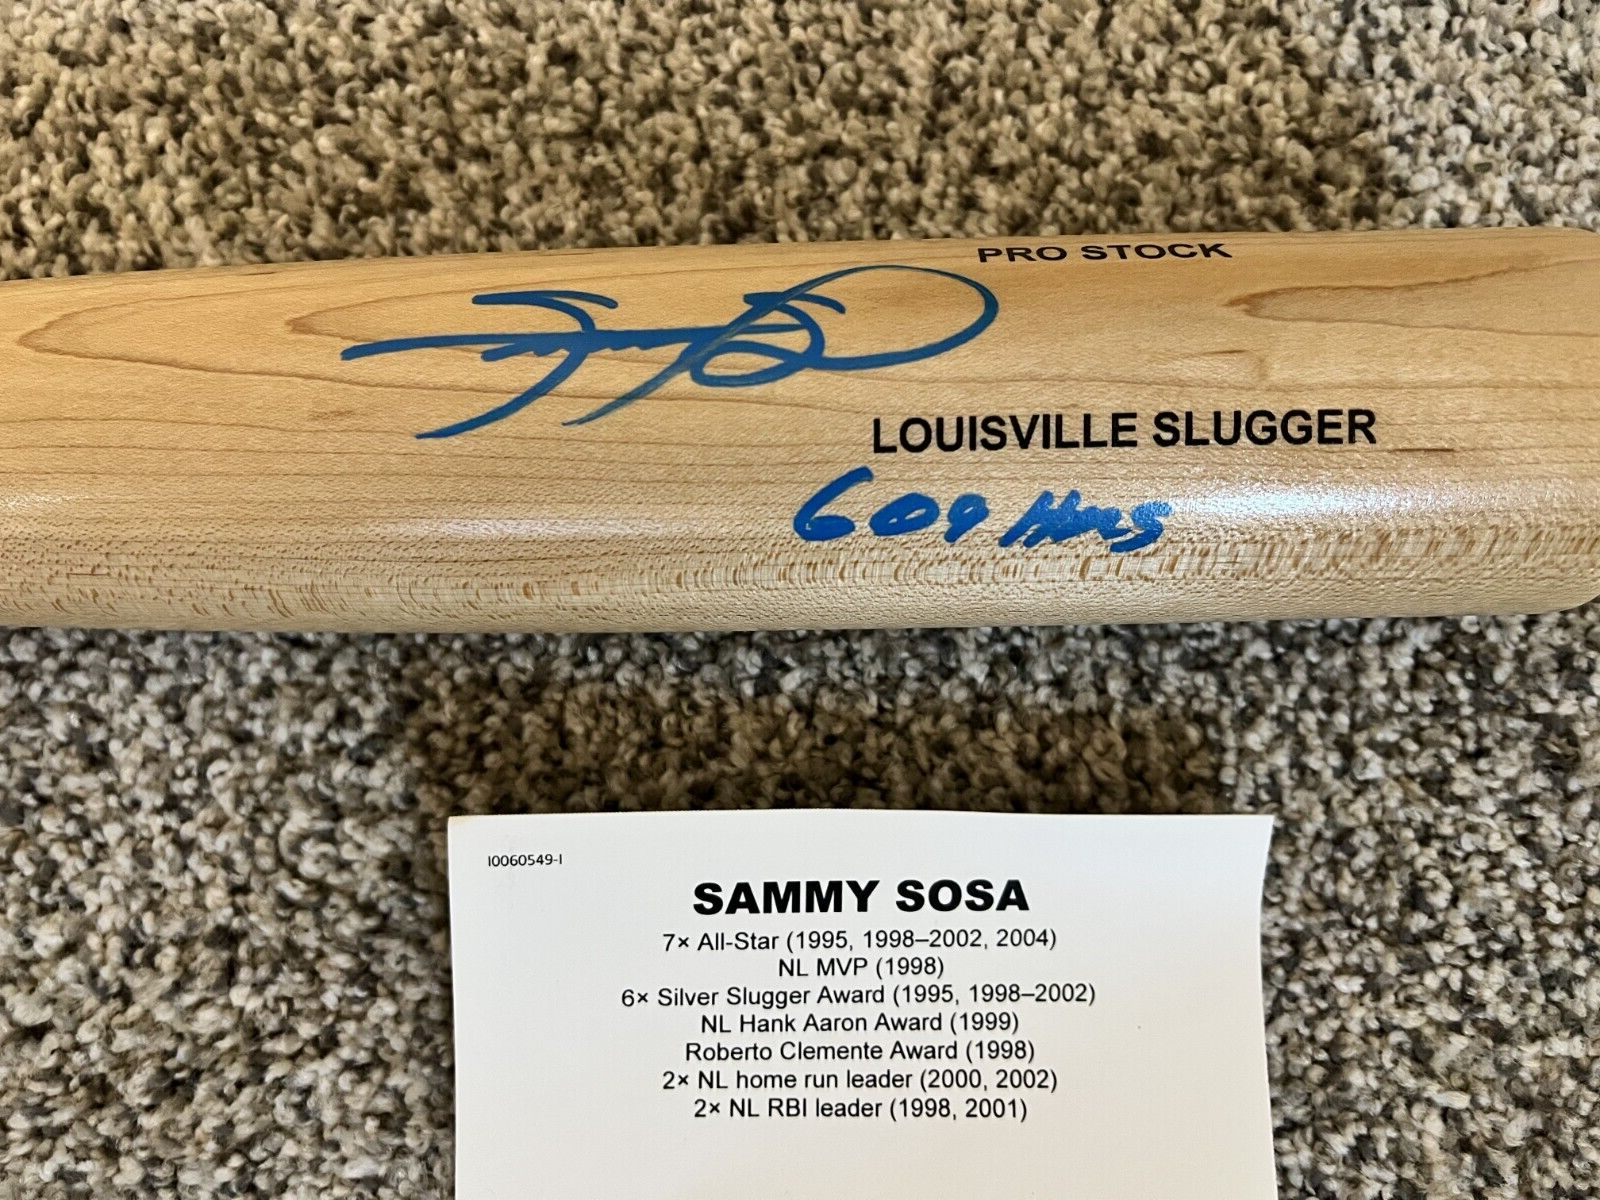 PRO STOCK
Sammy Sosa
LOUISVILLE SLUGGER
609 HRS
I0060549-I
SAMMY SOSA
7× All-Star (1995, 1998–2002, 2004)
NL MVP (1998)
6× Silver Slugger Award (1995, 1998–2002)
NL Hank Aaron Award (1999)
Roberto Clemente Award (1998)
2× NL home run leader (2000, 2002)
2× NL RBI leader (1998, 2001)